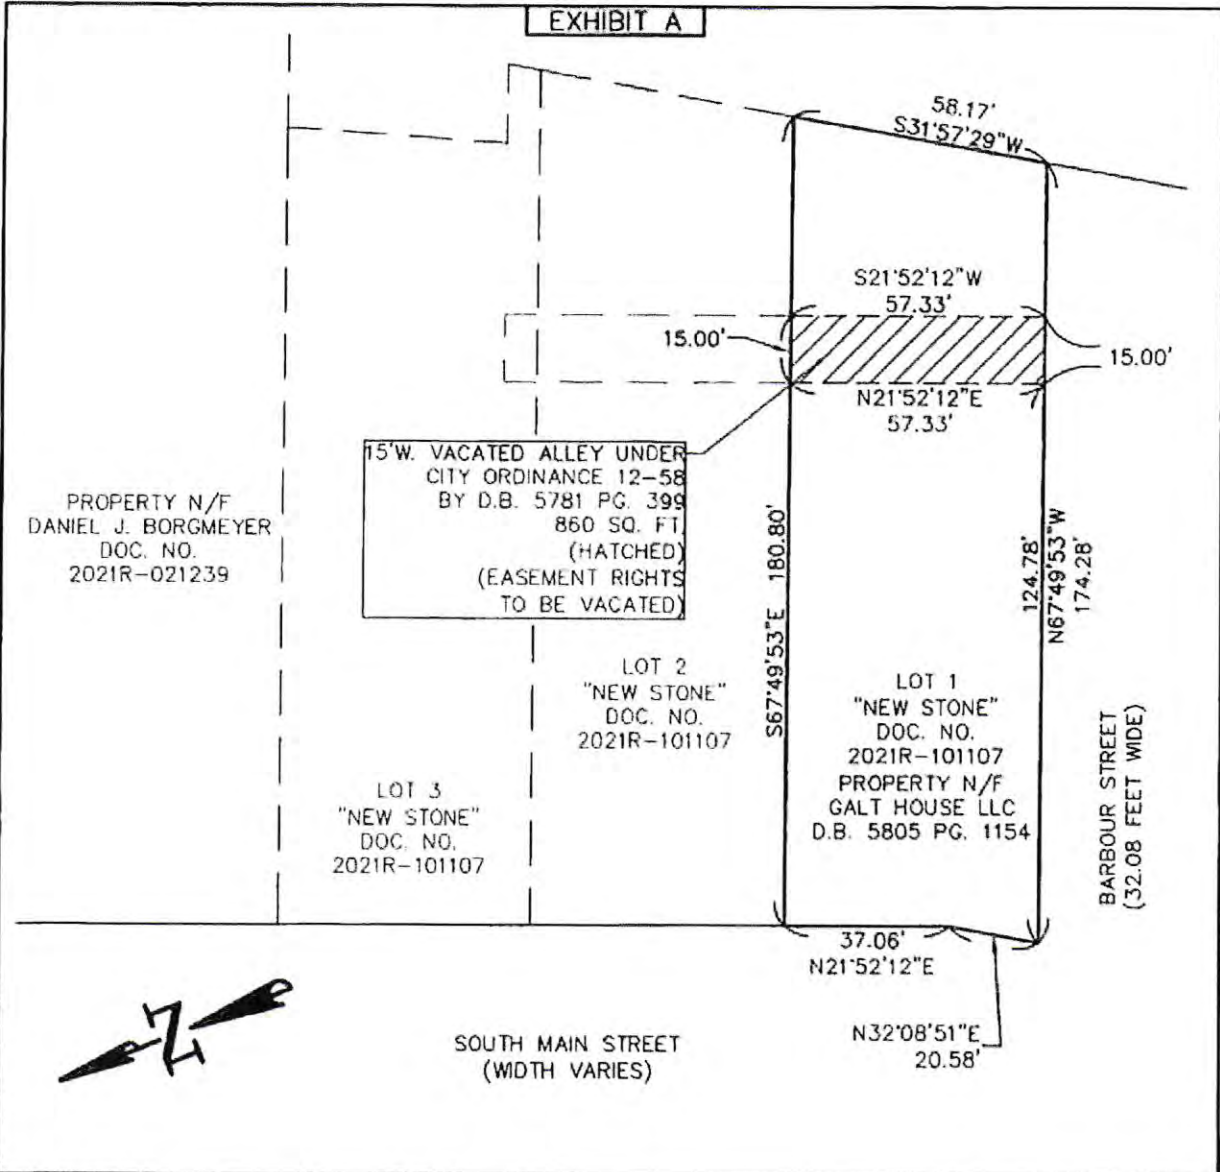 EXHIBIT A
58.17'
S31°57'29"W
S21°52'12"W
57.33'
15.00'
15.00'
N21°52'12"E
57.33'
15'W. VACATED ALLEY UNDER
CITY ORDINANCE 12-58
BY D.B. 5781 PG. 399
860 SQ. FT.
(HATCHED)
(EASEMENT RIGHTS
TO BE VACATED)
PROPERTY N/F
DANIEL J. BORGMEYER
DOC. NO.
2021R-021239
S67°49'53"E 180.80'
124.78'
N67°49'53"W
174.28'
LOT 2
"NEW STONE"
DOC. NO.
2021R-101107
LOT 1
"NEW STONE"
DOC. NO.
2021R-101107
PROPERTY N/F
GALT HOUSE LLC
D.B. 5805 PG. 1154
BARBOUR STREET
(32.08 FEET WIDE)
LOT 3
"NEW STONE"
DOC. NO.
2021R-101107
37.06'
N21°52'12"E
N32°08'51"E
20.58'
N
SOUTH MAIN STREET
(WIDTH VARIES)